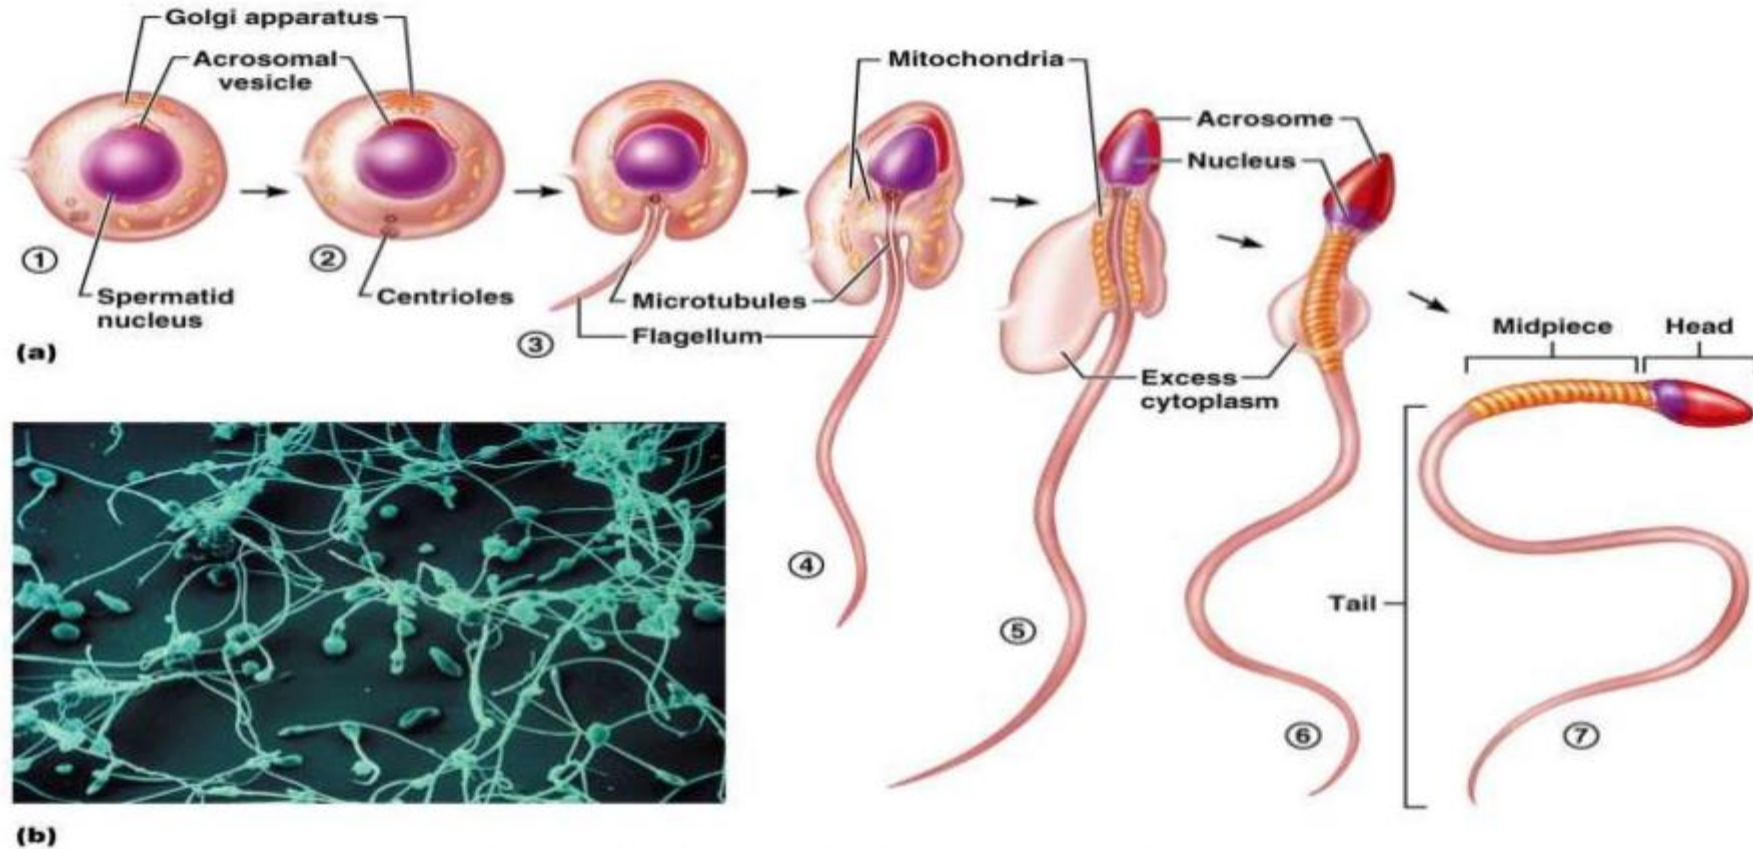 Golgi apparatus
Acrosomal
vesicle
Mitochondria
Acrosome
Nucleus
1
2
Spermatid
nucleus
Centrioles
Microtubules
3
Flagellum
(a)
Excess
cytoplasm
Midpiece
Head
4
5
Tail
6
7
(b)